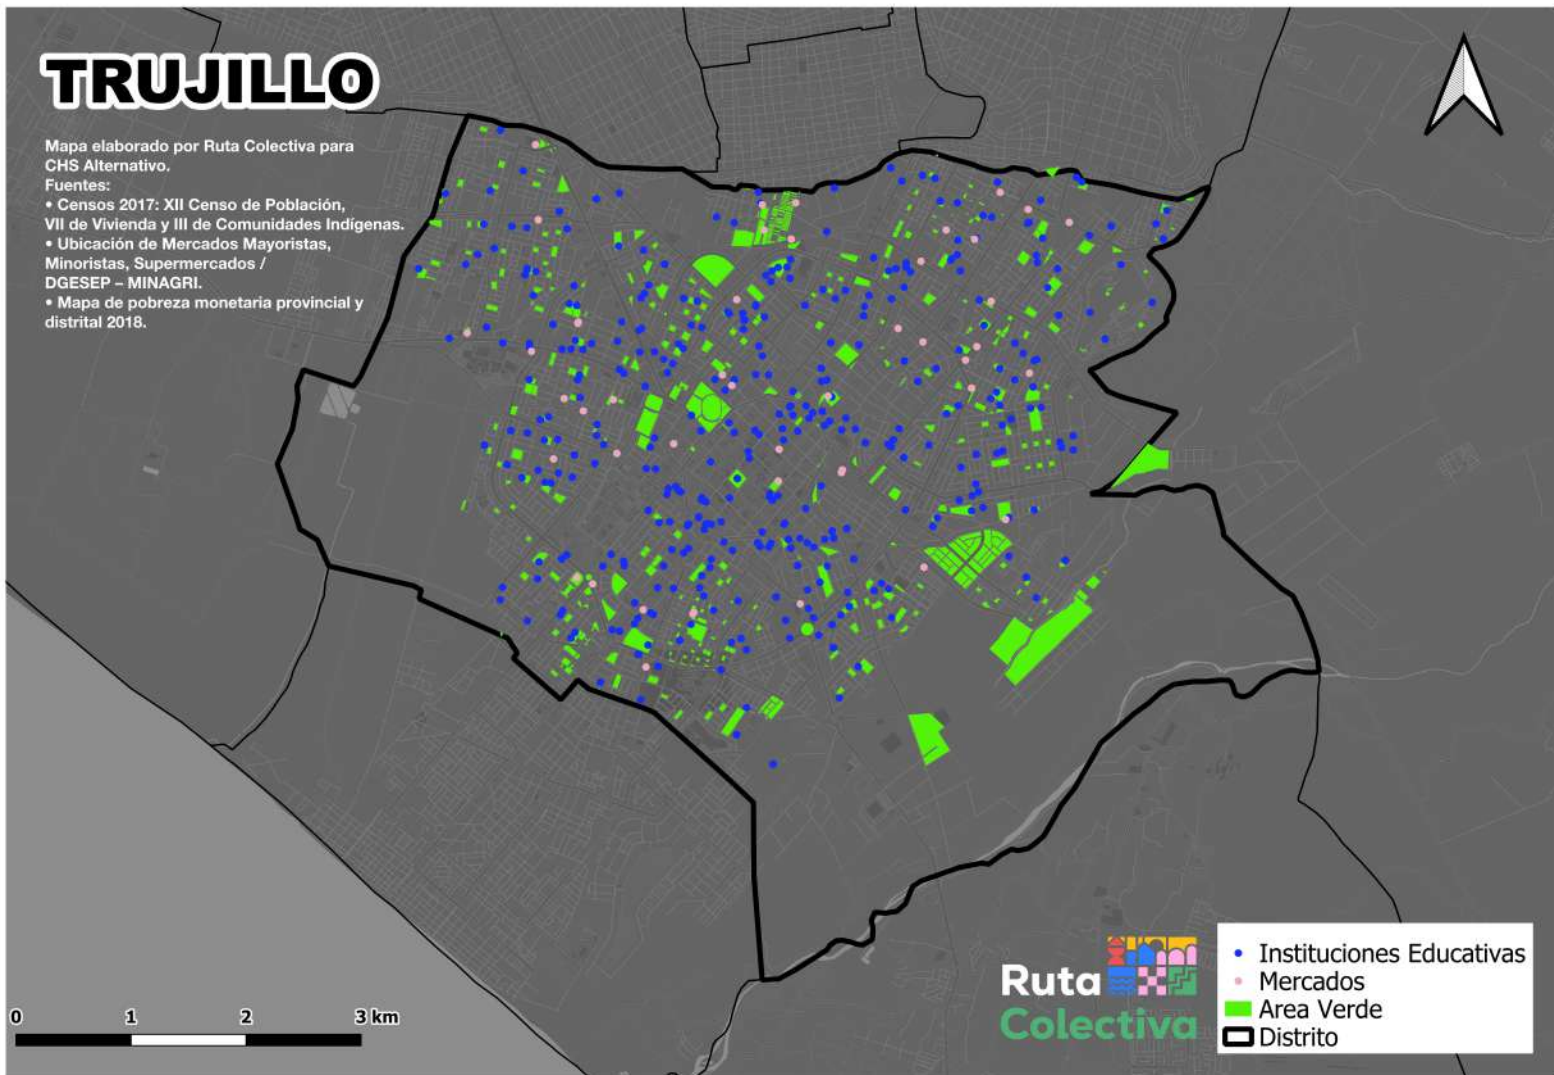 TRUJILLO
Mapa elaborado por Ruta Colectiva para
CHS Alternativo.
Fuentes:
• Censos 2017: XII Censo de Población,
VII de Vivienda y III de Comunidades Indígenas.
• Ubicación de Mercados Mayoristas,
Minoristas, Supermercados /
DGESEP – MINAGRI.
• Mapa de pobreza monetaria provincial y
distrital 2018.
0 1 2 3 km
Ruta
Colectiva
Instituciones Educativas
Mercados
Area Verde
Distrito